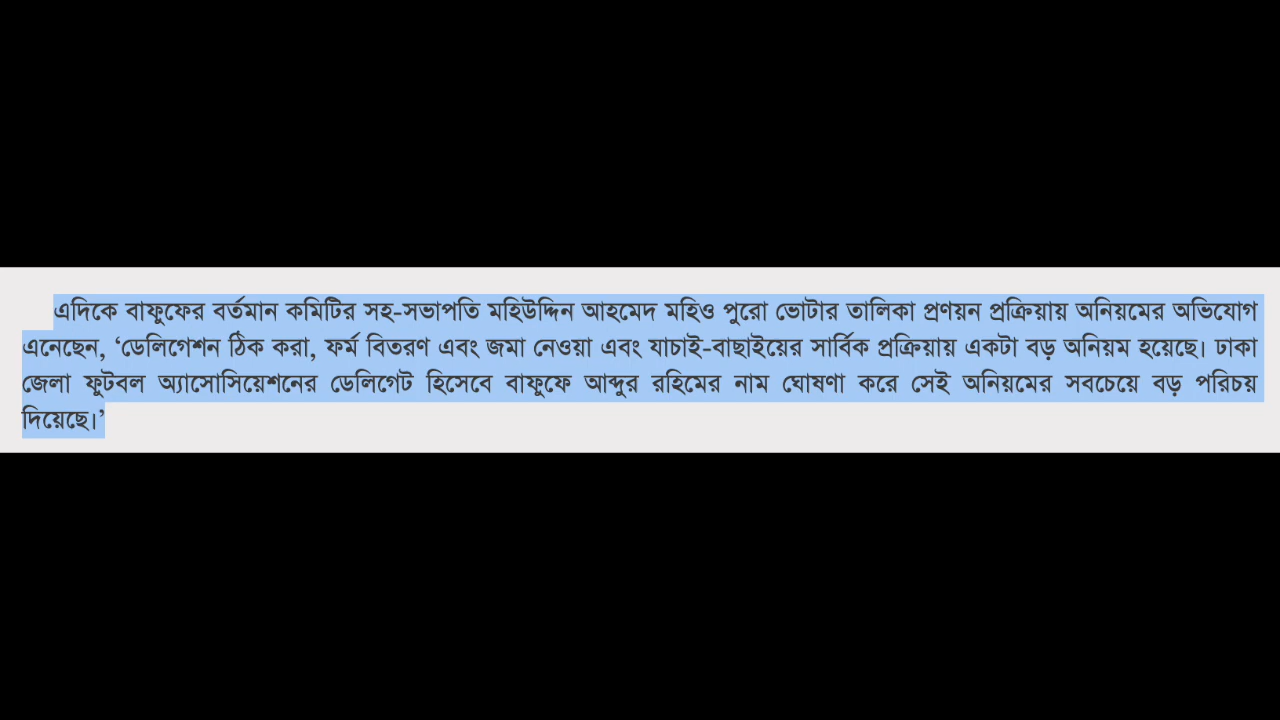 এদিকে বাফুফের বর্তমান কমিটির সহ-সভাপতি মহিউদ্দিন আহমেদ মহিও পুরো ভোটার তালিকা প্রণয়ন প্রক্রিয়ায় অনিয়মের অভিযোগ
এনেছেন, ‘ডেলিগেশন ঠিক করা, ফর্ম বিতরণ এবং জমা নেওয়া এবং যাচাই-বাছাইয়ের সার্বিক প্রক্রিয়ায় একটা বড় অনিয়ম হয়েছে। ঢাকা
জেলা ফুটবল অ্যাসোসিয়েশনের ডেলিগেট হিসেবে বাফুফে আব্দুর রহিমের নাম ঘোষণা করে সেই অনিয়মের সবচেয়ে বড় পরিচয়
দিয়েছে।’